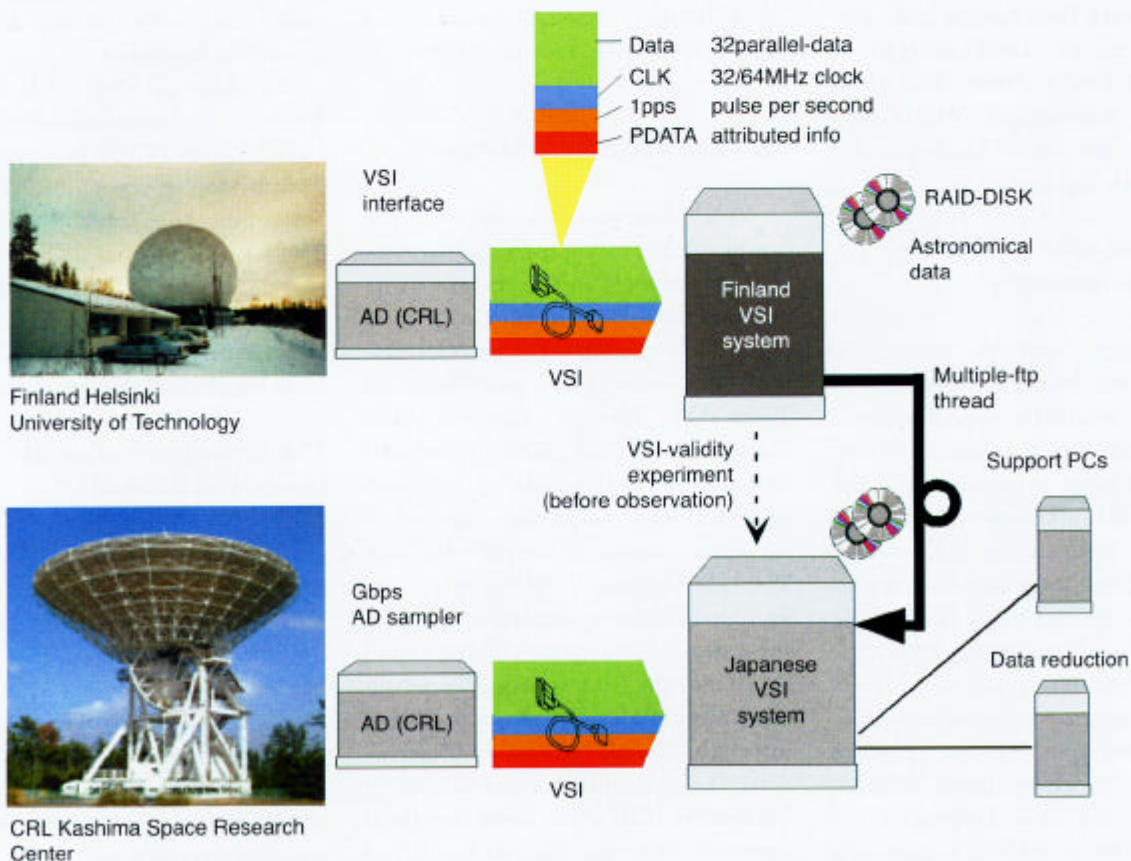 Data 32parallel-data
CLK 32/64MHz clock
1pps pulse per second
PDATA attributed info
VSI
interface
AD (CRL)
VSI
Finland
VSI
system
RAID-DISK
Astronomical
data
Finland Helsinki
University of Technology
Multiple-ftp
thread
VSI-validity
experiment
(before observation)
Support PCs
Gbps
AD sampler
AD (CRL)
VSI
Japanese
VSI
system
Data reduction
CRL Kashima Space Research
Center